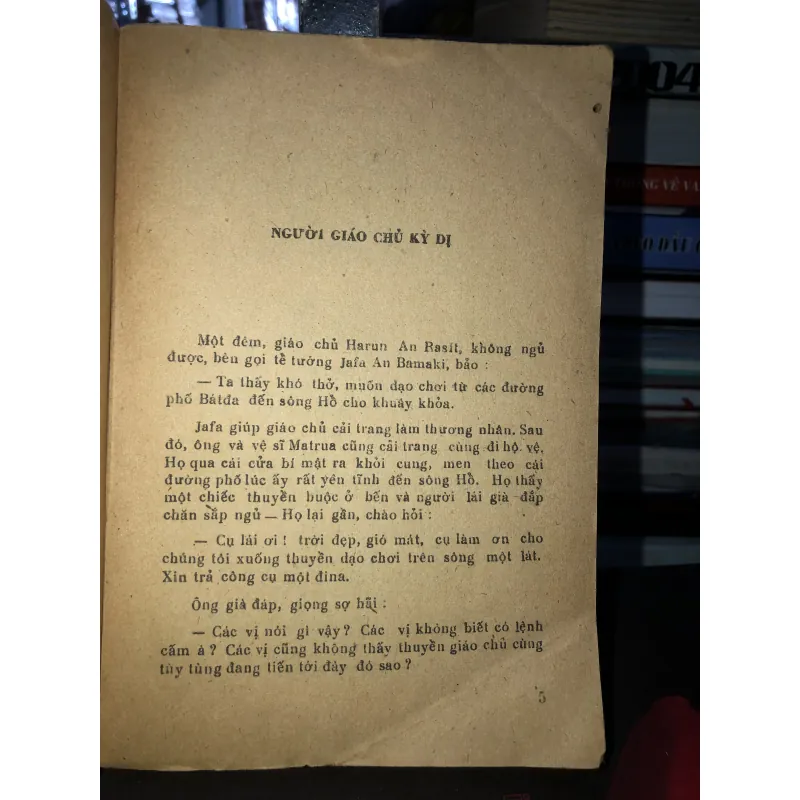 NGƯỜI GIÁO CHỦ KỲ DỊ
Một đêm, giáo chủ Harun An Rasit, không ngủ
được, bèn gọi tề tướng Jafa An Bamaki, bảo :
— Ta thấy khó thở, muốn dạo chơi từ các đường
phố Bátđa đến sông Hồ cho khuây khỏa.
Jafa giúp giáo chủ cải trang làm thương nhân. Sau
đó, ông và vệ sĩ Matrua cũng cải trang cùng đi hộ vệ.
Họ qua cái cửa bí mật ra khỏi cung, men theo cái
đường phố lúc ấy rất yên tĩnh đến sông Hồ. Họ thấy
một chiếc thuyền buộc ở bến và người lái già đắp
chăn sắp ngủ — Họ lại gần, chào hỏi :
— Cụ lái ơi ! trời đẹp, gió mát, cụ làm ơn cho
chúng tôi xuống thuyền dạo chơi trên sông một lát.
Xin trả công cụ một đina.
Ông già đáp, giọng sợ hãi :
— Các vị nói gì vậy ? Các vị không biết có lệnh
cấm à ? Các vị cũng không thấy thuyền giáo chủ cùng
tùy tùng đang tiến tới đây đó sao ?
5
04